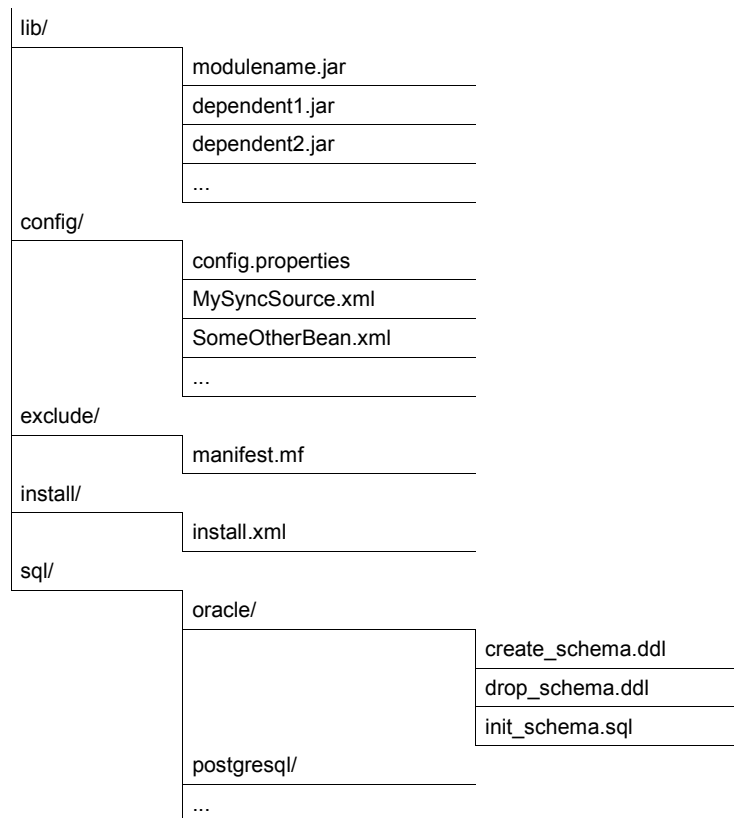 lib/
modulename.jar
dependent1.jar
dependent2.jar
...
config/
config.properties
MySyncSource.xml
SomeOtherBean.xml
...
exclude/
manifest.mf
install/
install.xml
sql/
oracle/
create_schema.ddl
drop_schema.ddl
init_schema.sql
postgresql/
...